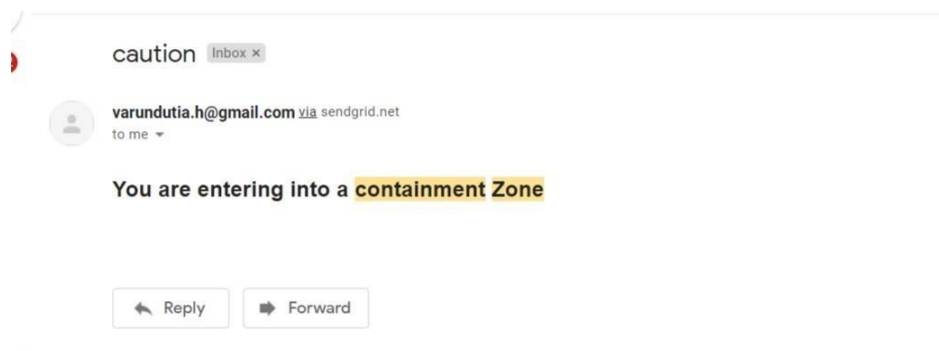 caution Inbox ×
varundutia.h@gmail.com via sendgrid.net
to me
You are entering into a containment Zone
Reply Forward